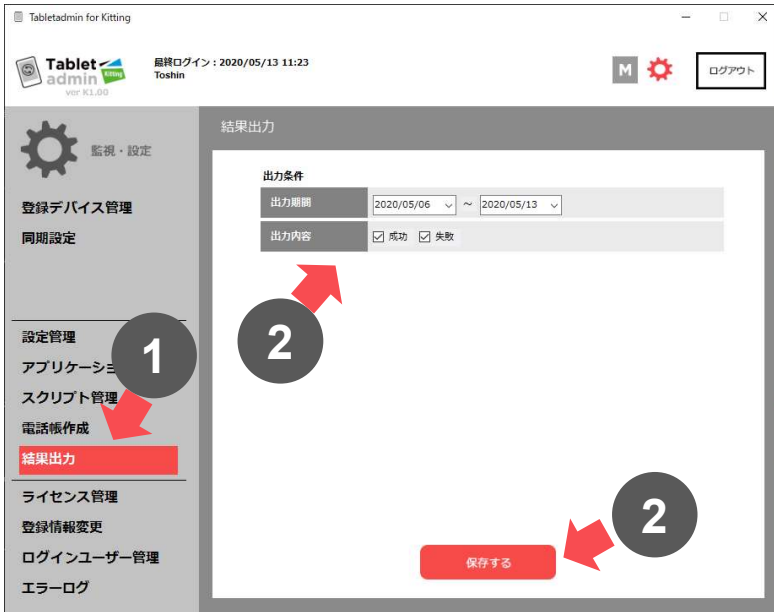 Tabletadmin for Kitting
Tablet
admin Kitting
ver K1.00
最終ログイン : 2020/05/13 11:23
Toshin
M
ログアウト
監視・設定
登録デバイス管理
同期設定
設定管理
アプリケーショ
スクリプト管理
電話帳作成
結果出力
ライセンス管理
登録情報変更
ログインユーザー管理
エラーログ
1
結果出力
出力条件
出力期間 2020/05/06 ~ 2020/05/13
出力内容 成功 失敗
2
2
保存する